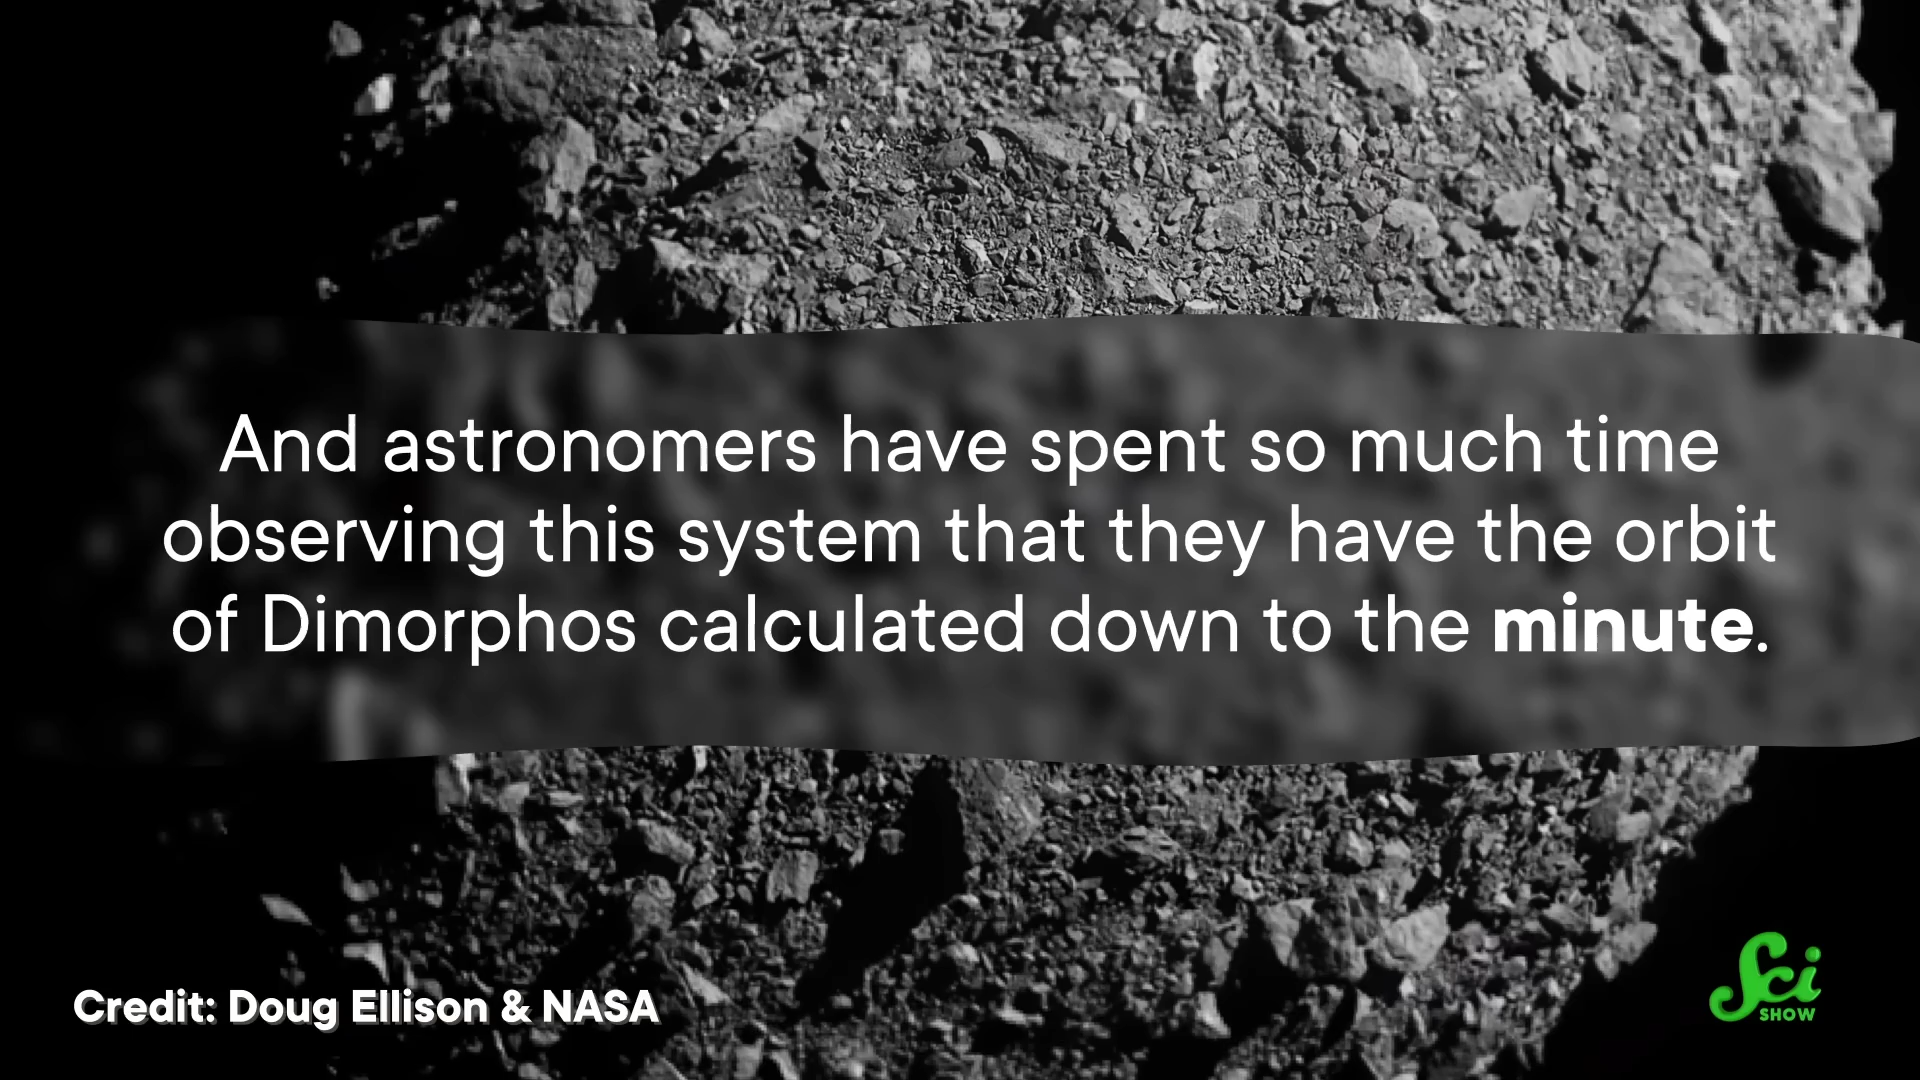 And astronomers have spent so much time
observing this system that they have the orbit
of Dimorphos calculated down to the minute.
Credit: Doug Ellison & NASA
Sci
SHOW